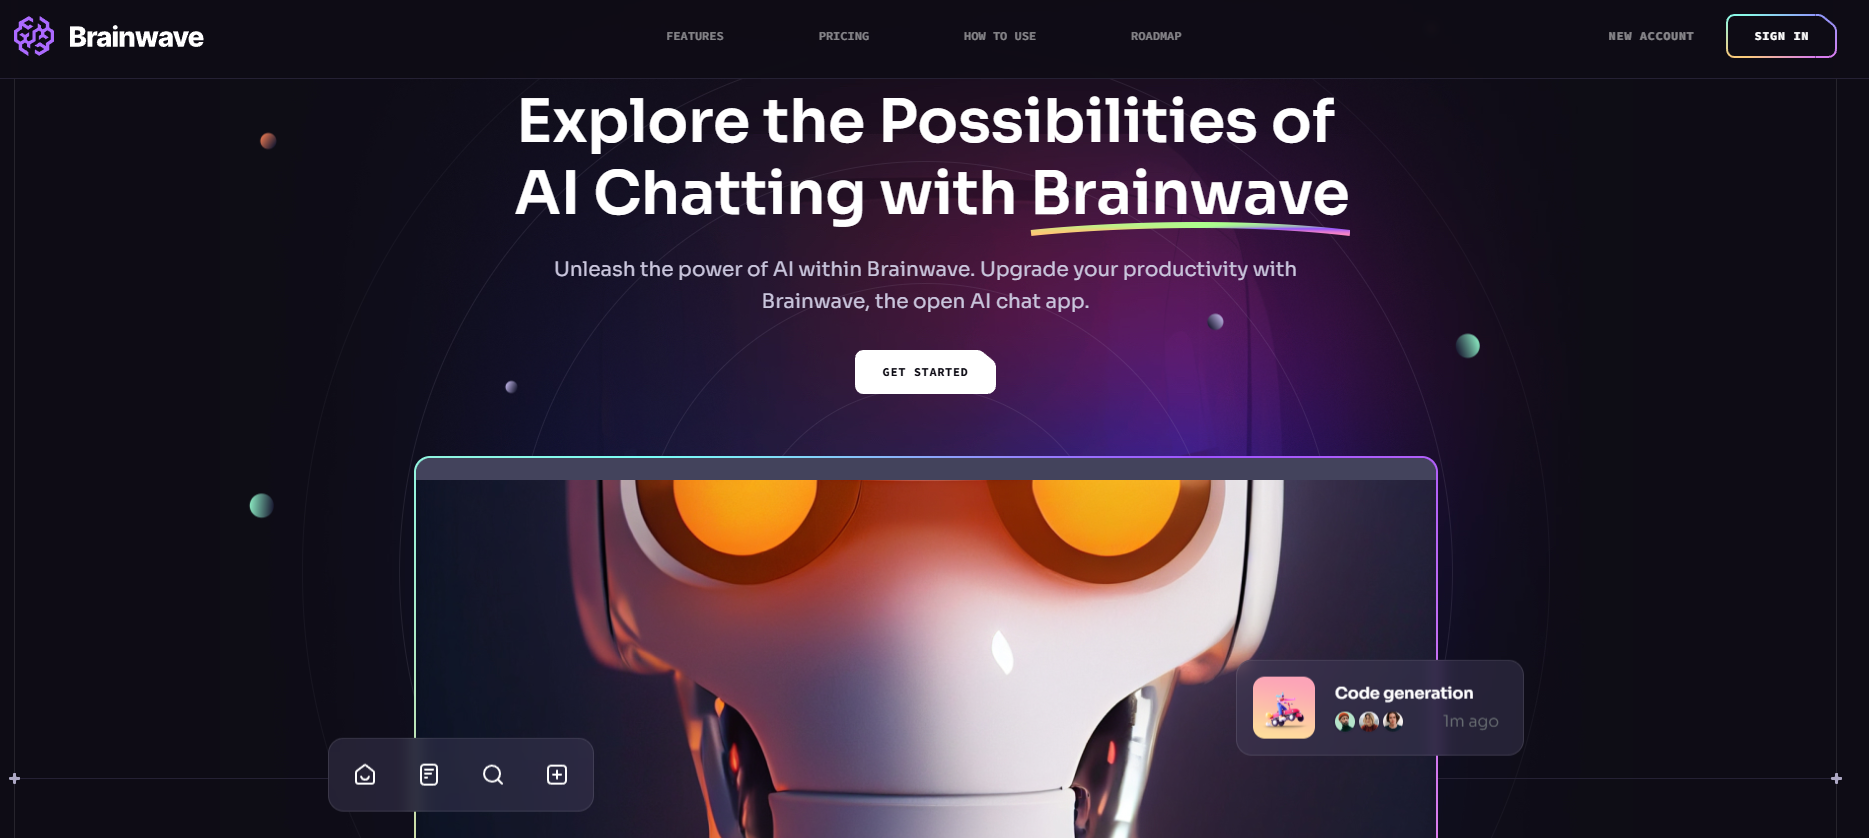 Brainwave
FEATURES
PRICING
HOW TO USE
ROADMAP
NEW ACCOUNT
SIGN IN
Explore the Possibilities of
AI Chatting with Brainwave
Unleash the power of AI within Brainwave. Upgrade your productivity with
Brainwave, the open AI chat app.
GET STARTED
Code generation
1m ago